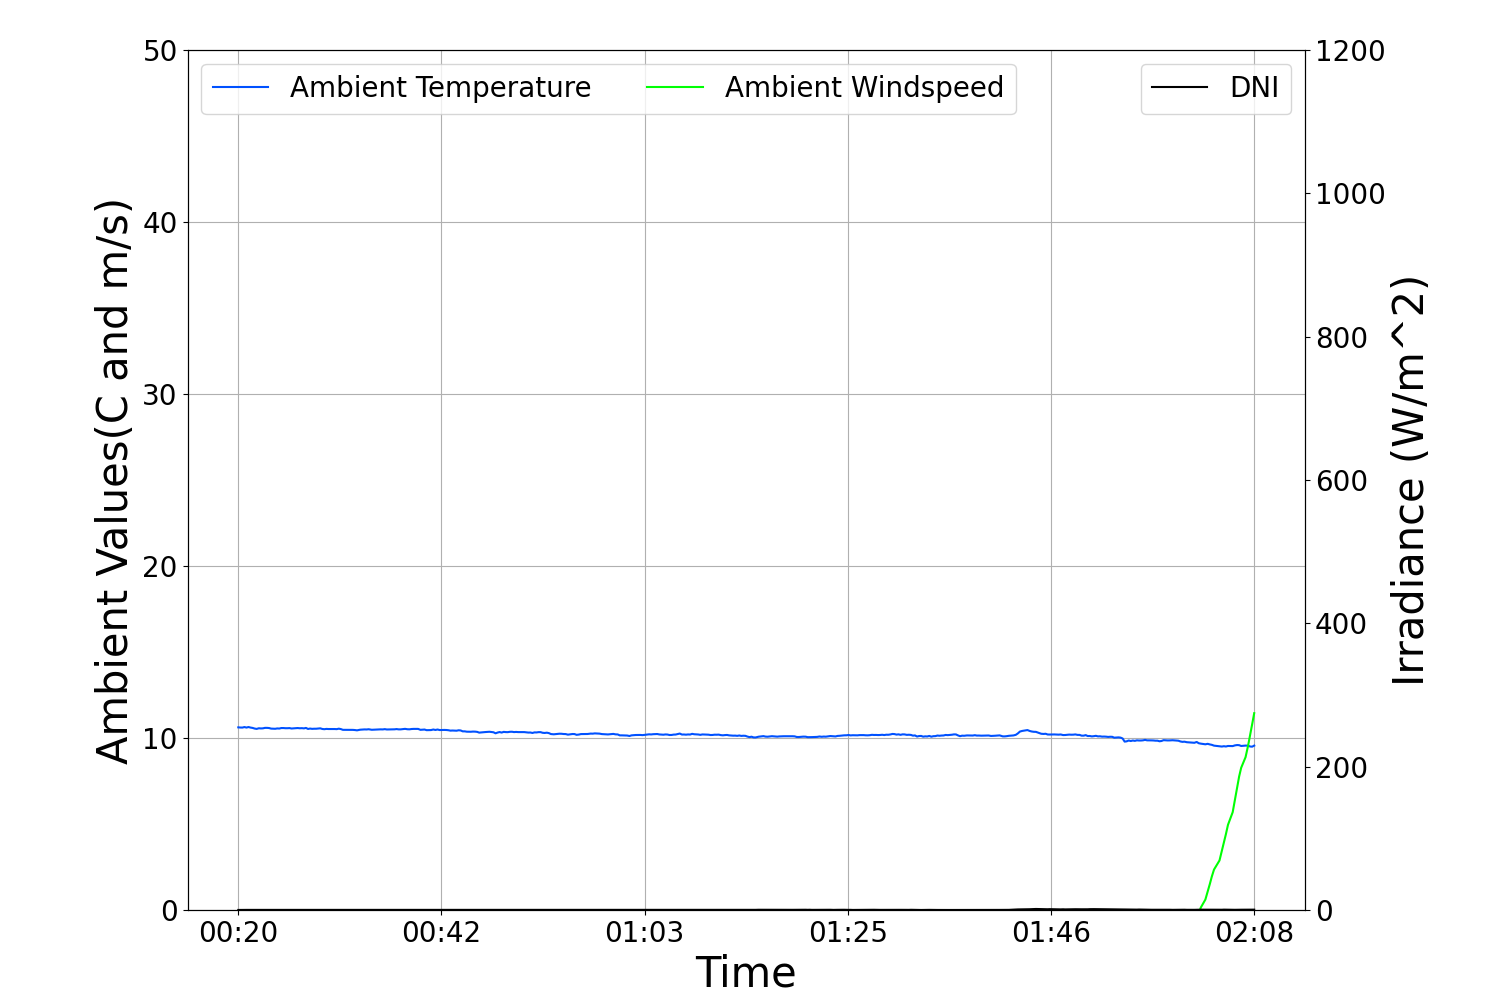 Ambient Temperature
Ambient Windspeed
DNI
50
40
30
20
10
0
Ambient Values(C and m/s)
1200
1000
800
600
400
200
0
Irradiance (W/m^2)
00:20 00:42 01:03 01:25 01:46 02:08
Time